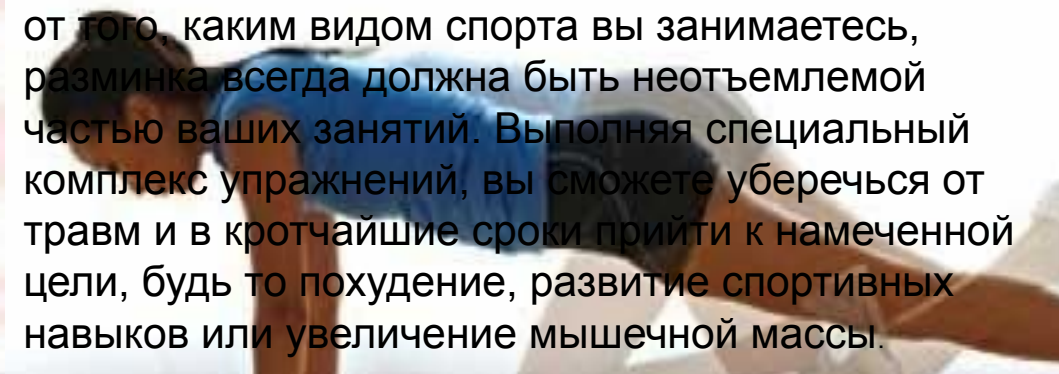 от того, каким видом спорта вы занимаетесь,
разминка всегда должна быть неотъемлемой
частью ваших занятий. Выполняя специальный
комплекс упражнений, вы сможете уберечься от
травм и в кротчайшие сроки прийти к намеченной
цели, будь то похудение, развитие спортивных
навыков или увеличение мышечной массы.